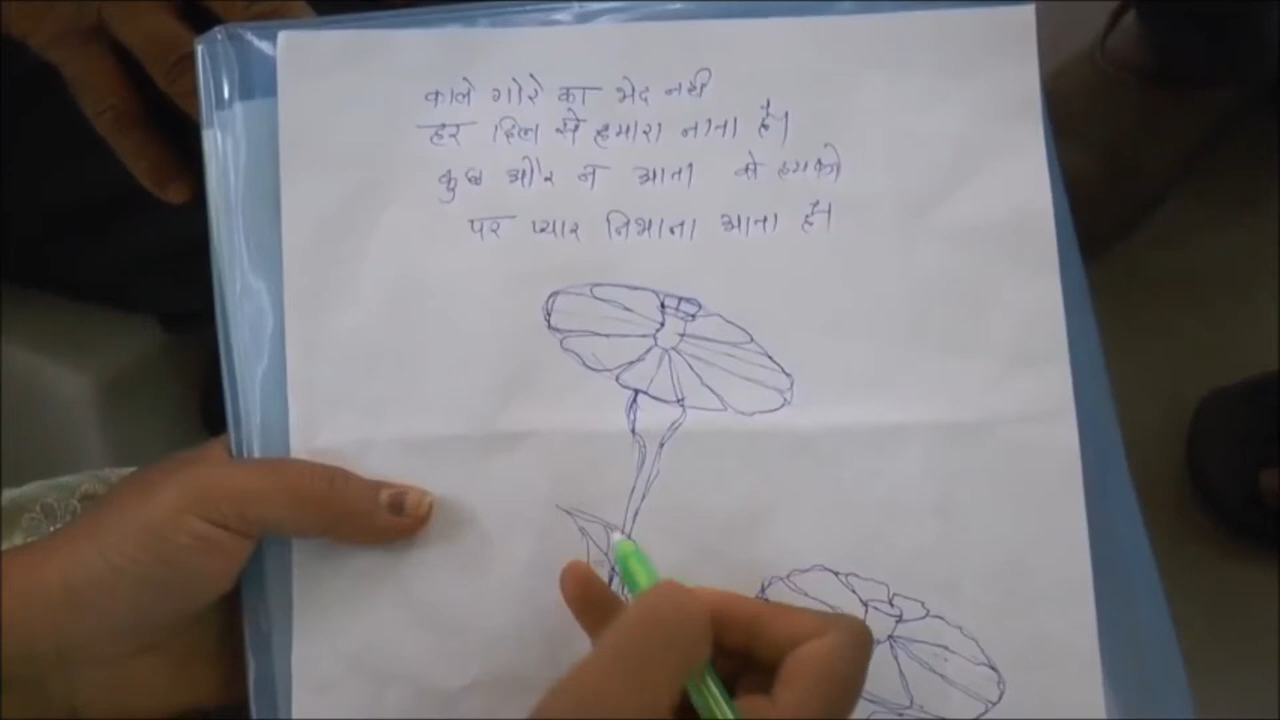 काले गोरे का भेद नही
हर दिल से हमारा नाता है।
कुछ और न आता हो हमको
पर प्यार निभाना आता है।